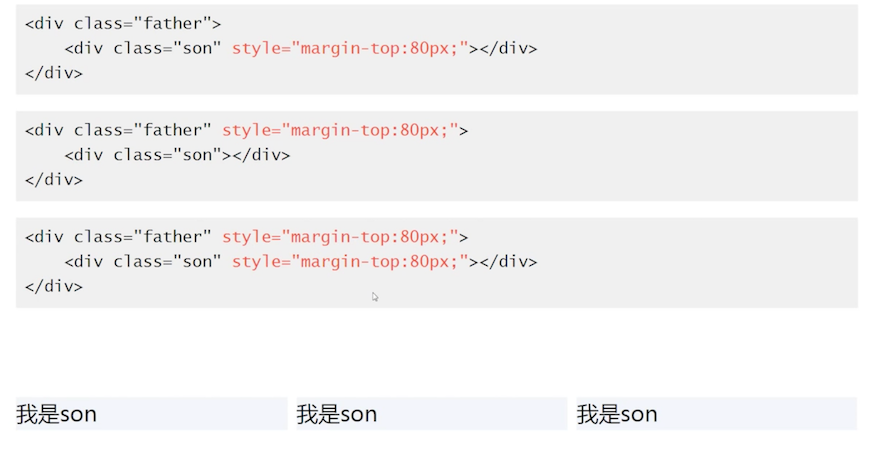 <div class="father">
    <div class="son" style="margin-top:80px;"></div>
</div>
<div class="father" style="margin-top:80px;">
    <div class="son"></div>
</div>
<div class="father" style="margin-top:80px;">
    <div class="son" style="margin-top:80px;"></div>
</div>
我是son 我是son 我是son